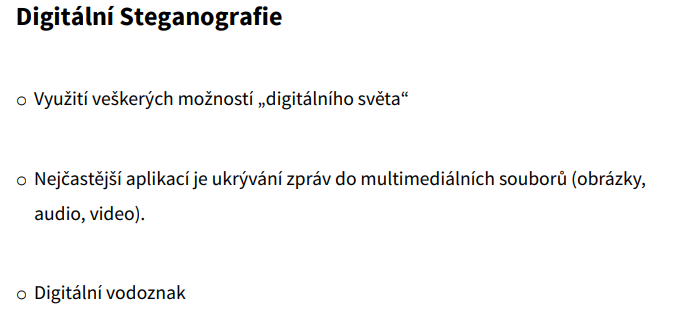 Digitální Steganografie
○ Využití veškerých možností „digitálního světa“
○ Nejčastější aplikací je ukrývání zpráv do multimediálních souborů (obrázky,
audio, video).
○ Digitální vodoznak